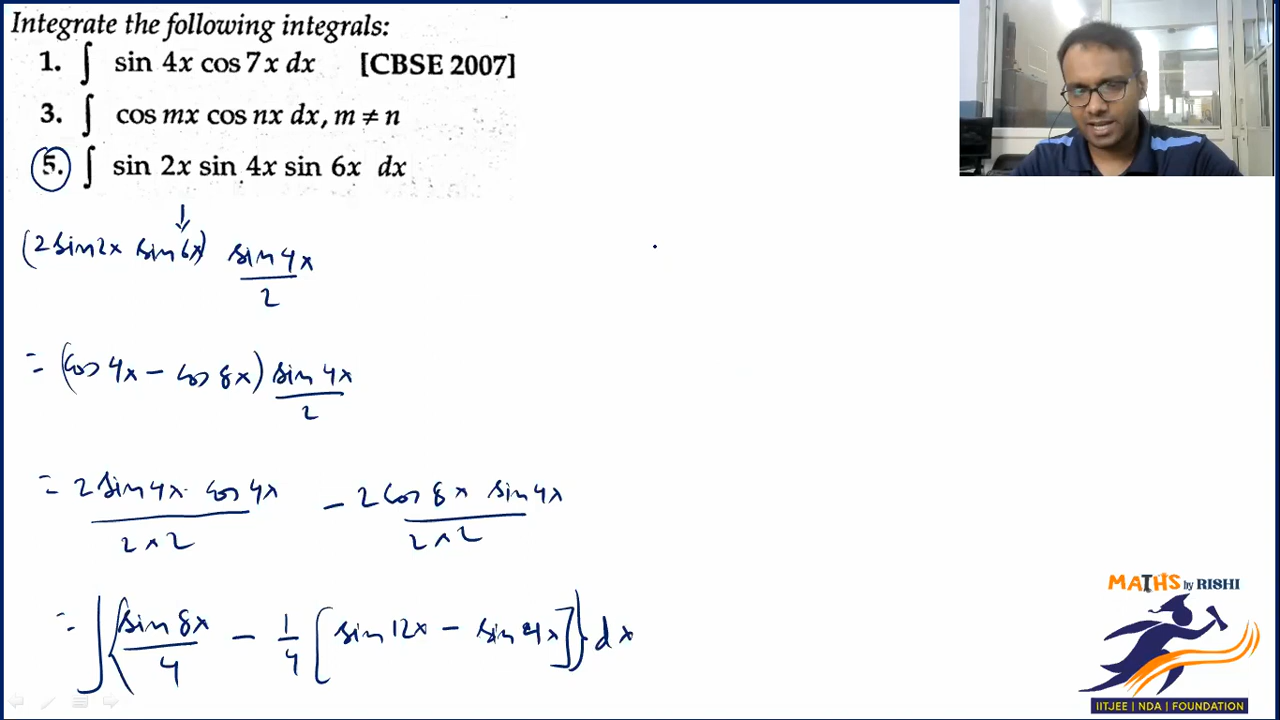 Integrate the following integrals:
1. ∫ sin 4x cos 7x dx [CBSE 2007]
3. ∫ cos mx cos nx dx, m ≠ n
5. ∫ sin 2x sin 4x sin 6x dx
(2 sin 2x sin 6x) sin 4x / 2
= (cos 4x - cos 8x) sin 4x / 2
= 2 sin 4x · cos 4x / 2 × 2 - 2 cos 8x sin 4x / 2 × 2
= ∫ { sin 8x / 4 - 1/4 [ sin 12x - sin 4x ] } dx
MATHS by RISHI
IITJEE | NDA | FOUNDATION